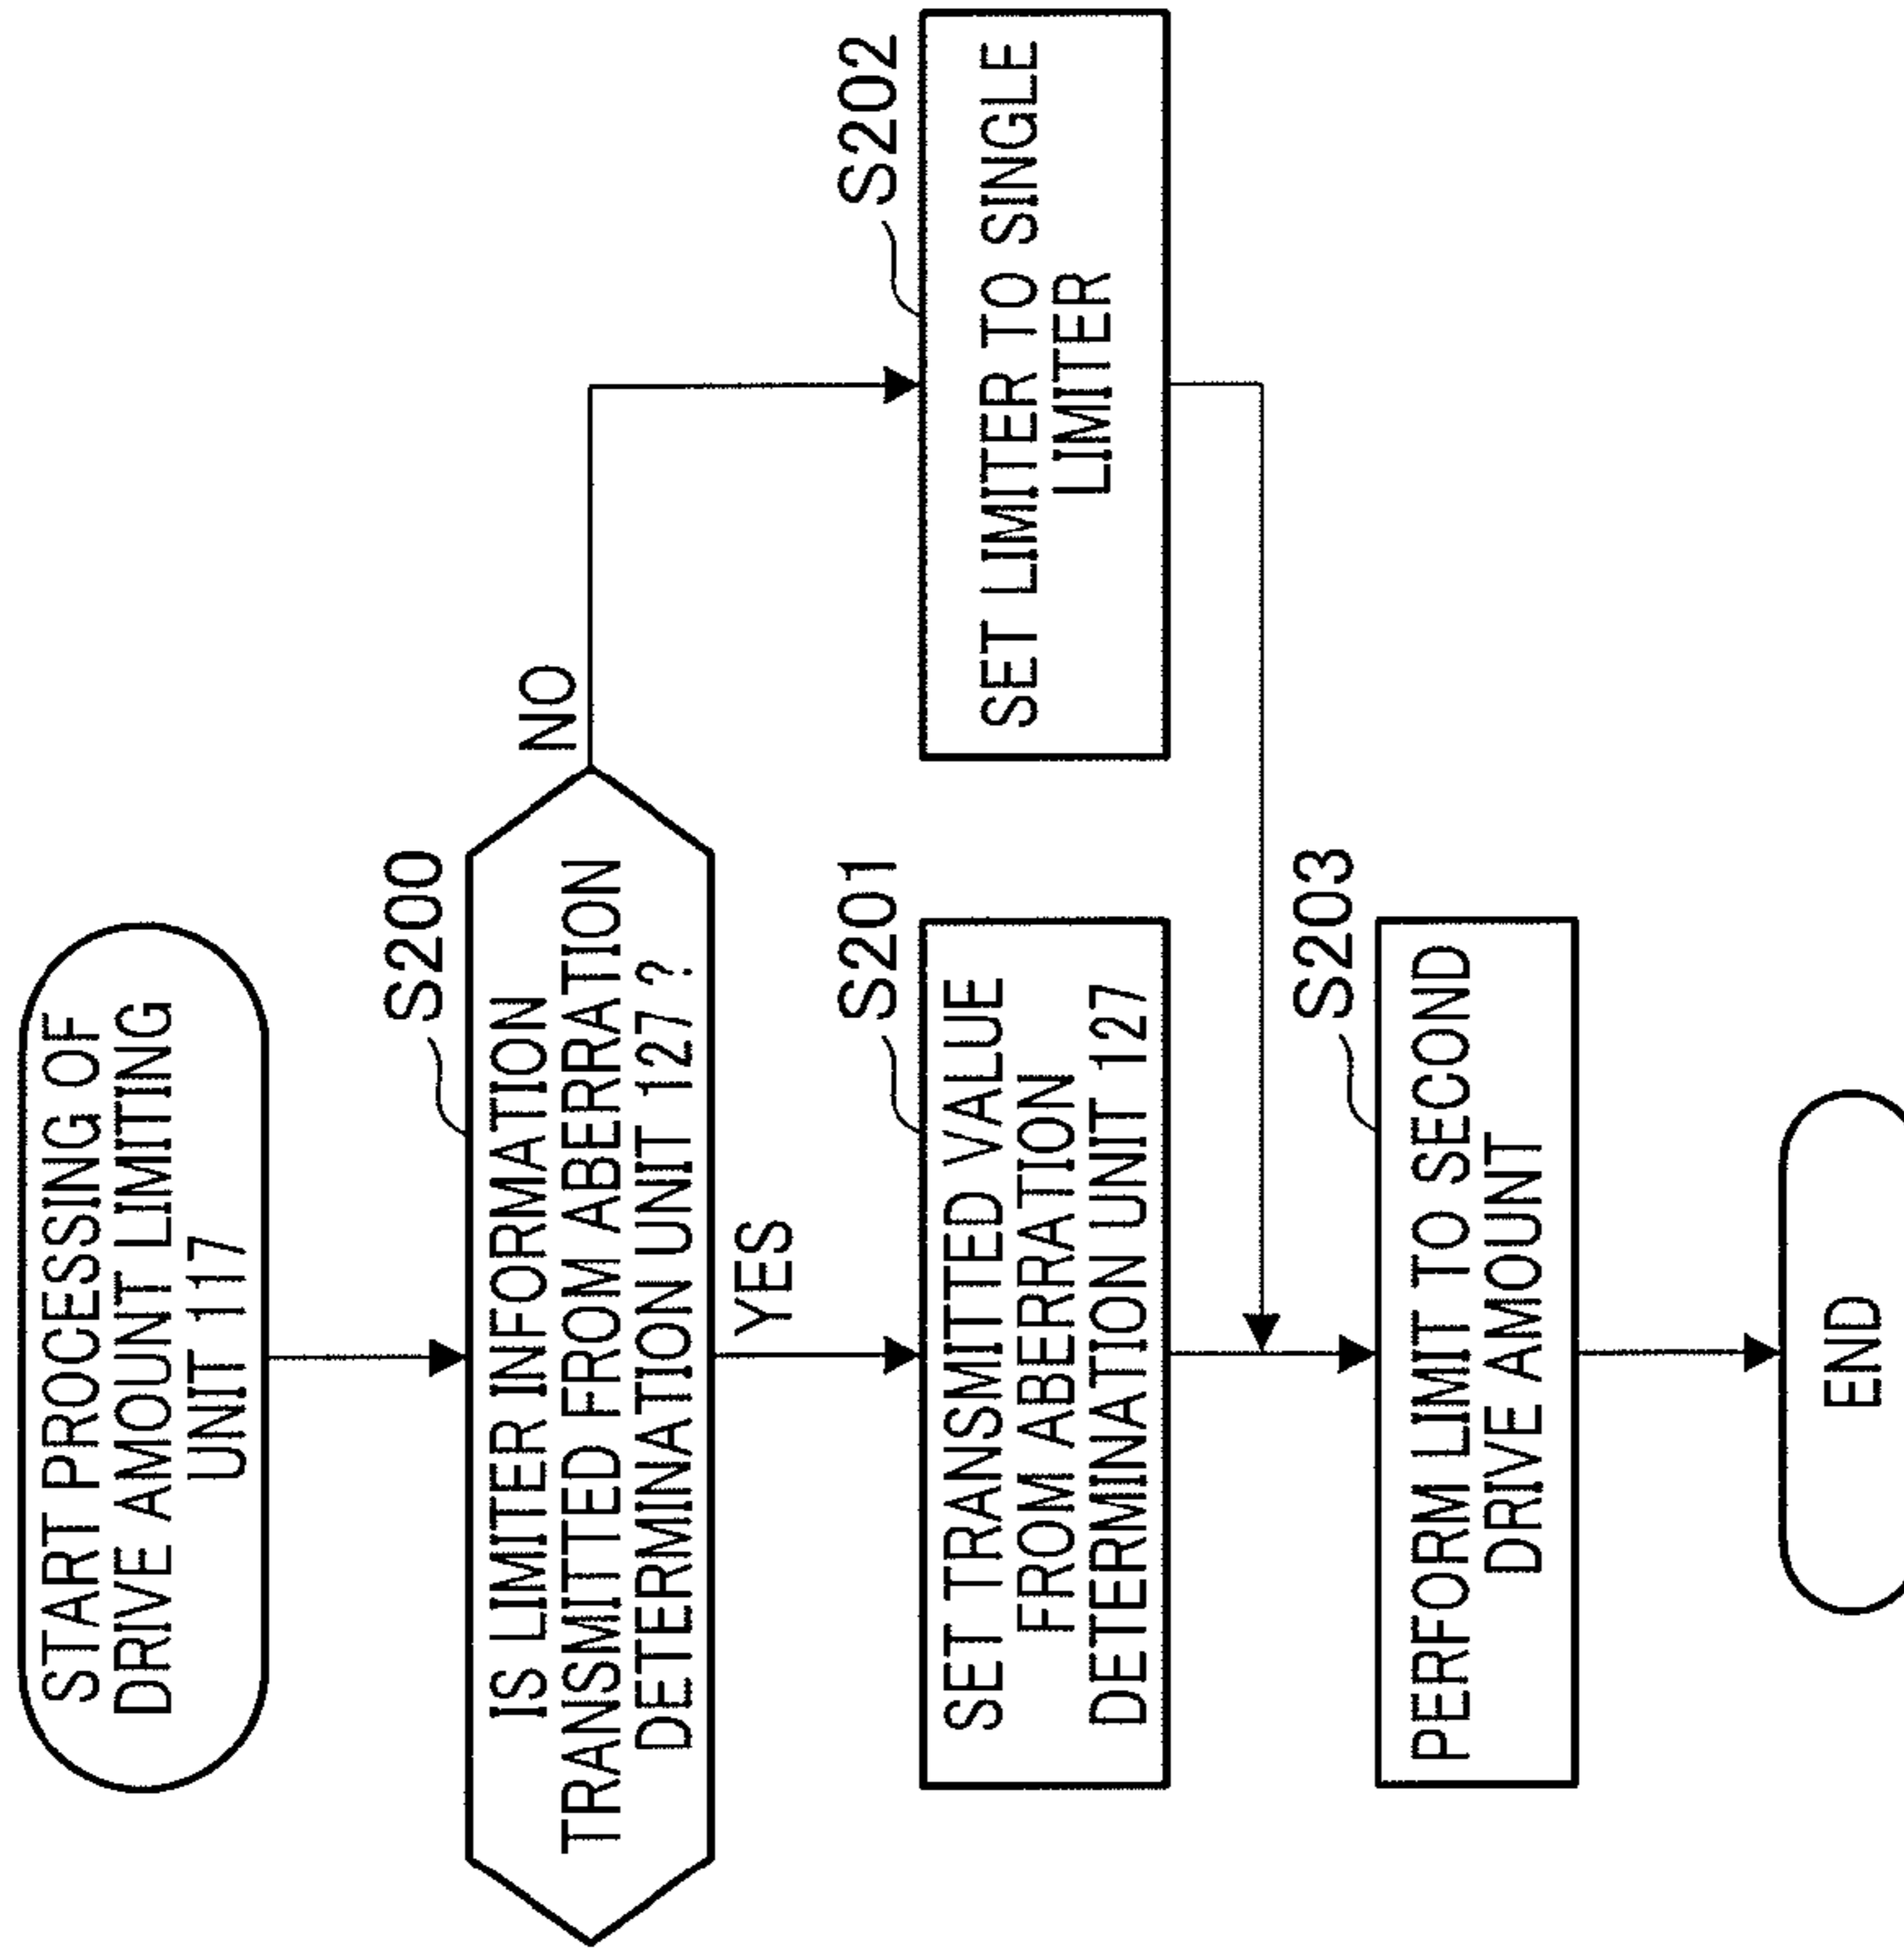 START PROCESSING OF
DRIVE AMOUNT LIMITING
UNIT 117
S200
IS LIMITER INFORMATION
TRANSMITTED FROM ABERRATION
DETERMINATION UNIT 127 ?
NO
YES
S201
SET TRANSMITTED VALUE
FROM ABERRATION
DETERMINATION UNIT 127
S202
SET LIMITER TO SINGLE
LIMITER
S203
PERFORM LIMIT TO SECOND
DRIVE AMOUNT
END